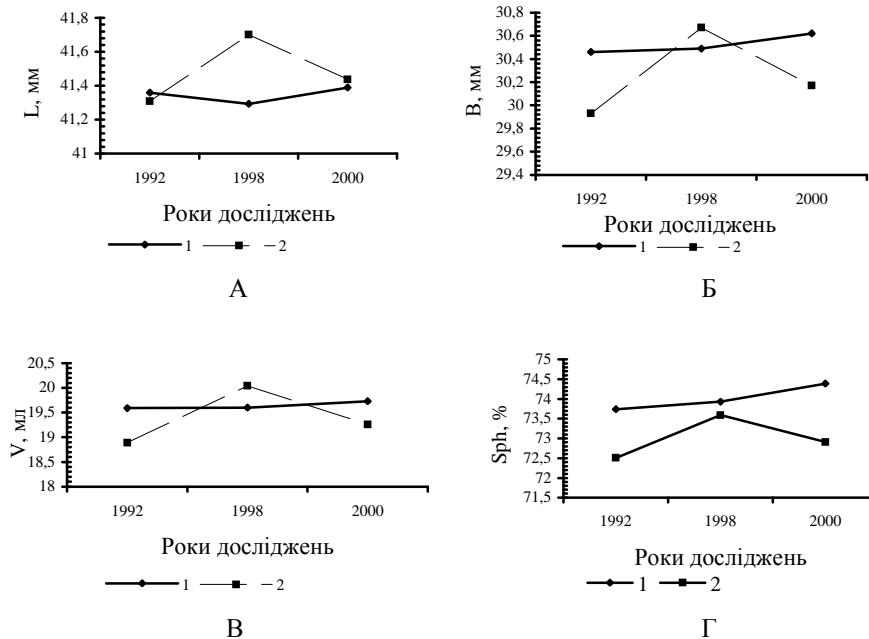 L, мм
41,8
41,6
41,4
41,2
41
1992 1998 2000
Роки досліджень
1 2
А
В, мм
30,8
30,6
30,4
30,2
30
29,8
29,6
29,4
1992 1998 2000
Роки досліджень
1 2
Б
V, мл
20,5
20
19,5
19
18,5
18
1992 1998 2000
Роки досліджень
1 2
В
Sph, %
75
74,5
74
73,5
73
72,5
72
71,5
1992 1998 2000
Роки досліджень
1 2
Г